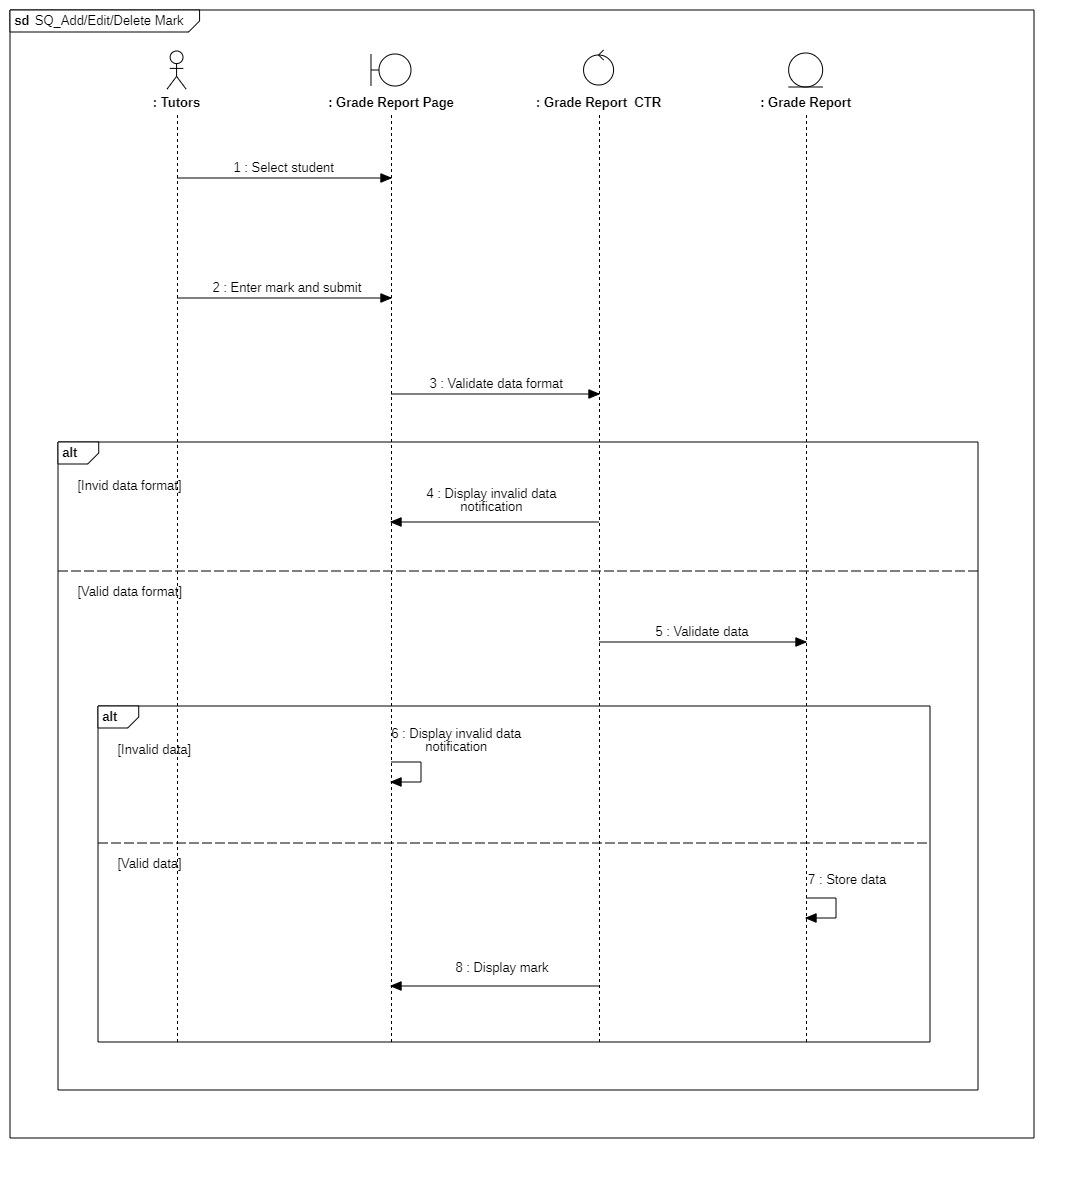 sd SQ_Add/Edit/Delete Mark
: Tutors
: Grade Report Page
: Grade Report  CTR
: Grade Report
1 : Select student
2 : Enter mark and submit
3 : Validate data format
alt
[Invid data format]
4 : Display invalid data
notification
[Valid data format]
5 : Validate data
alt
6 : Display invalid data
notification
[Invalid data]
[Valid data]
7 : Store data
8 : Display mark